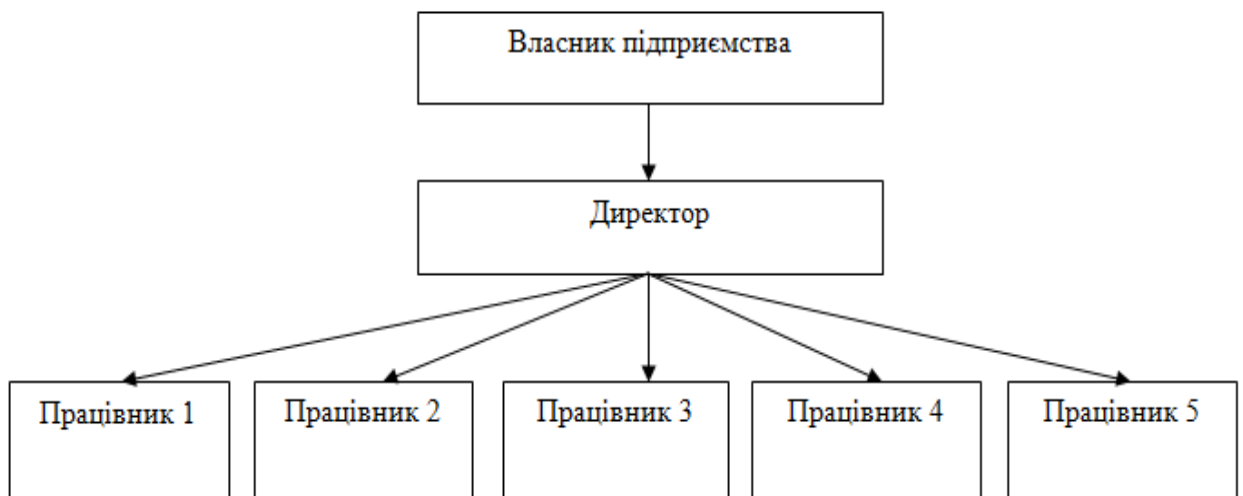 Власник підприємства
Директор
Працівник 1
Працівник 2
Працівник 3
Працівник 4
Працівник 5